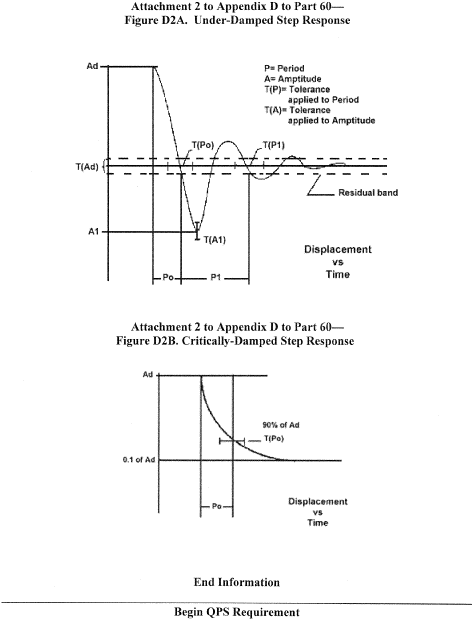 Attachment 2 to Appendix D to Part 60—
Figure D2A. Under-Damped Step Response
Ad
P= Period
A= Amplitude
T(P)= Tolerance
applied to Period
T(A)= Tolerance
applied to Amplitude
T(Po)
T(P1)
T(Ad)
Residual band
A1
T(A1)
Displacement
vs
Time
Po
P1
Attachment 2 to Appendix D to Part 60—
Figure D2B. Critically-Damped Step Response
Ad
90% of Ad
T(Po)
0.1 of Ad
Po
Displacement
vs
Time
End Information
Begin QPS Requirement